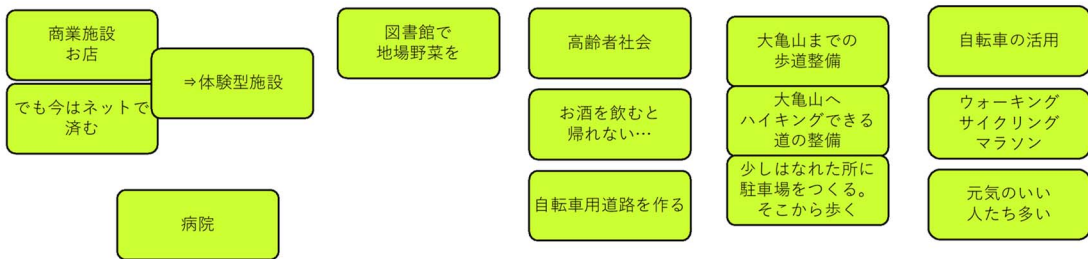 商業施設
お店
でも今はネットで
済む
⇒体験型施設
病院
図書館で
地場野菜を
高齢者社会
お酒を飲むと
帰れない…
自転車用道路を作る
大亀山までの
歩道整備
大亀山へ
ハイキングできる
道の整備
少しはなれた所に
駐車場をつくる。
そこから歩く
自転車の活用
ウォーキング
サイクリング
マラソン
元気のいい
人たち多い